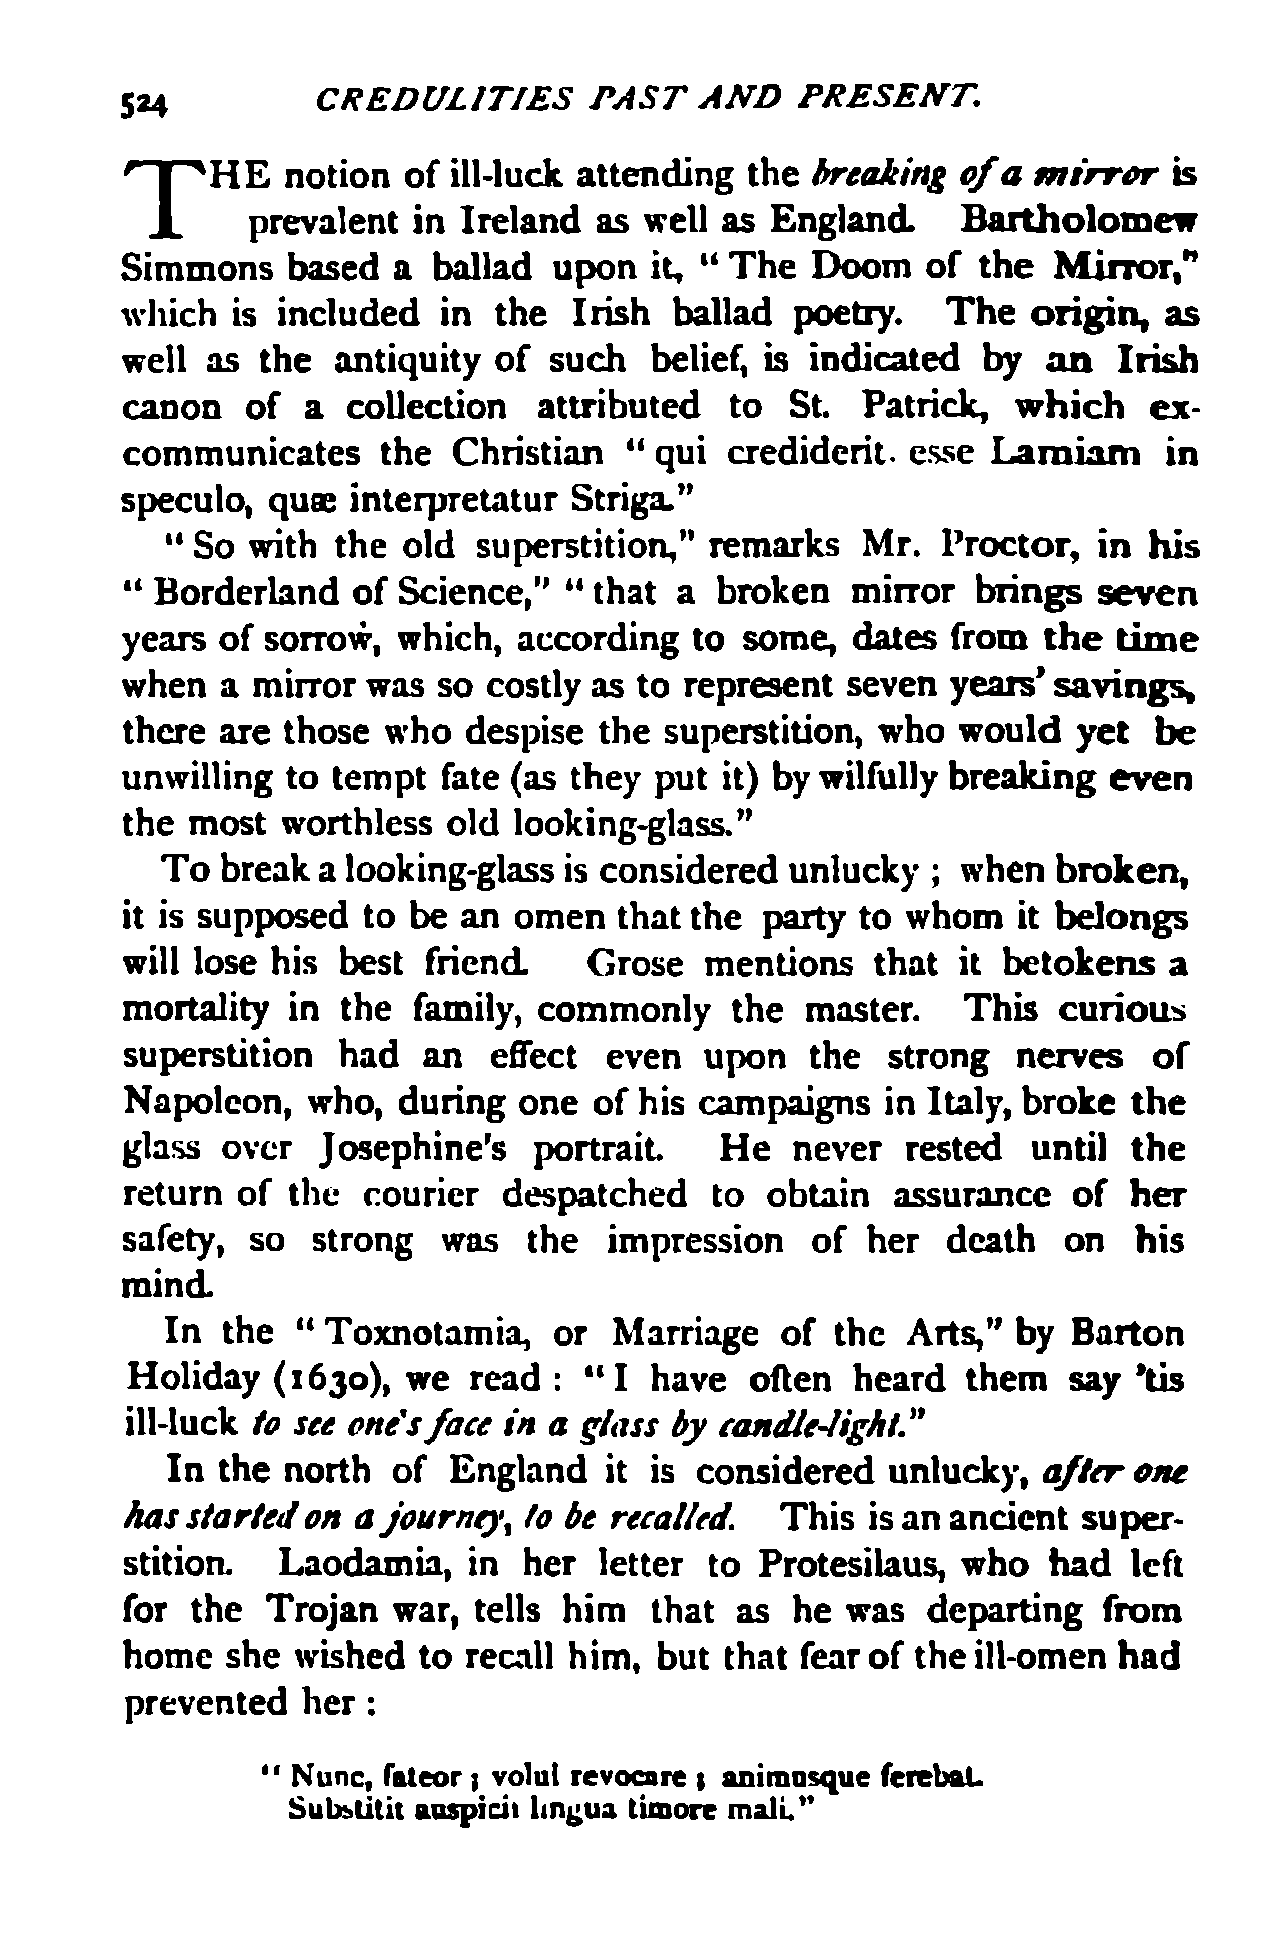 524 CREDULITIES PAST AND PRESENT.
THE notion of ill-luck attending the breaking of a mirror is
prevalent in Ireland as well as England. Bartholomew
Simmons based a ballad upon it, " The Doom of the Mirror,"
which is included in the Irish ballad poetry. The origin, as
well as the antiquity of such belief, is indicated by an Irish
canon of a collection attributed to St. Patrick, which ex-
communicates the Christian " qui crediderit. esse Lamiam in
speculo, quæ interpretatur Striga."
" So with the old superstition," remarks Mr. Proctor, in his
" Borderland of Science," " that a broken mirror brings seven
years of sorrow, which, according to some, dates from the time
when a mirror was so costly as to represent seven years' savings,
there are those who despise the superstition, who would yet be
unwilling to tempt fate (as they put it) by wilfully breaking even
the most worthless old looking-glass."
To break a looking-glass is considered unlucky ; when broken,
it is supposed to be an omen that the party to whom it belongs
will lose his best friend. Grose mentions that it betokens a
mortality in the family, commonly the master. This curious
superstition had an effect even upon the strong nerves of
Napoleon, who, during one of his campaigns in Italy, broke the
glass over Josephine's portrait. He never rested until the
return of the courier despatched to obtain assurance of her
safety, so strong was the impression of her death on his
mind.
In the " Toxnotamia, or Marriage of the Arts," by Barton
Holiday (1630), we read : " I have often heard them say 'tis
ill-luck to see one's face in a glass by candle-light."
In the north of England it is considered unlucky, after one
has started on a journey, to be recalled. This is an ancient super-
stition. Laodamia, in her letter to Protesilaus, who had left
for the Trojan war, tells him that as he was departing from
home she wished to recall him, but that fear of the ill-omen had
prevented her :
" Nunc, fateor ; volui revocare ; animusque ferebat.
Substitit auspicii lingua timore mali."